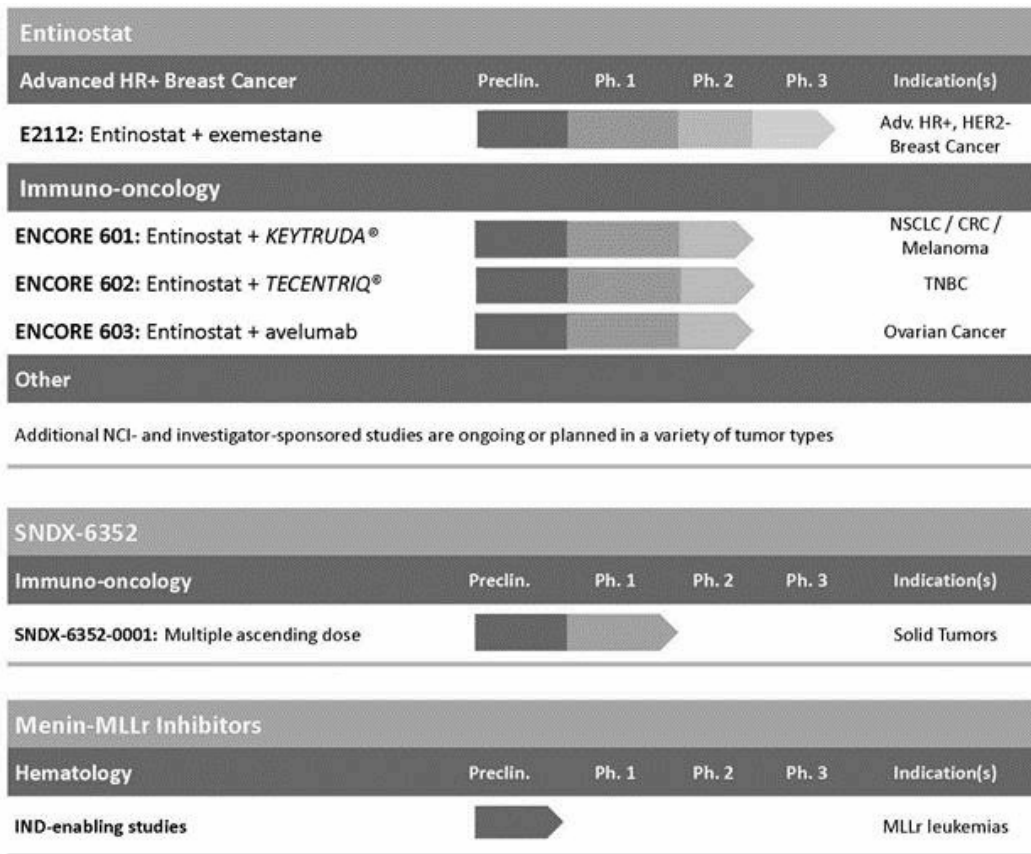 Entinostat
Advanced HR+ Breast Cancer Preclin. Ph. 1 Ph. 2 Ph. 3 Indication(s)
E2112: Entinostat + exemestane Adv. HR+, HER2-
Breast Cancer
Immuno-oncology
ENCORE 601: Entinostat + KEYTRUDA® NSCLC / CRC /
Melanoma
ENCORE 602: Entinostat + TECENTRIQ® TNBC
ENCORE 603: Entinostat + avelumab Ovarian Cancer
Other
Additional NCI- and investigator-sponsored studies are ongoing or planned in a variety of tumor types
SNDX-6352
Immuno-oncology Preclin. Ph. 1 Ph. 2 Ph. 3 Indication(s)
SNDX-6352-0001: Multiple ascending dose Solid Tumors
Menin-MLLr Inhibitors
Hematology Preclin. Ph. 1 Ph. 2 Ph. 3 Indication(s)
IND-enabling studies MLLr leukemias